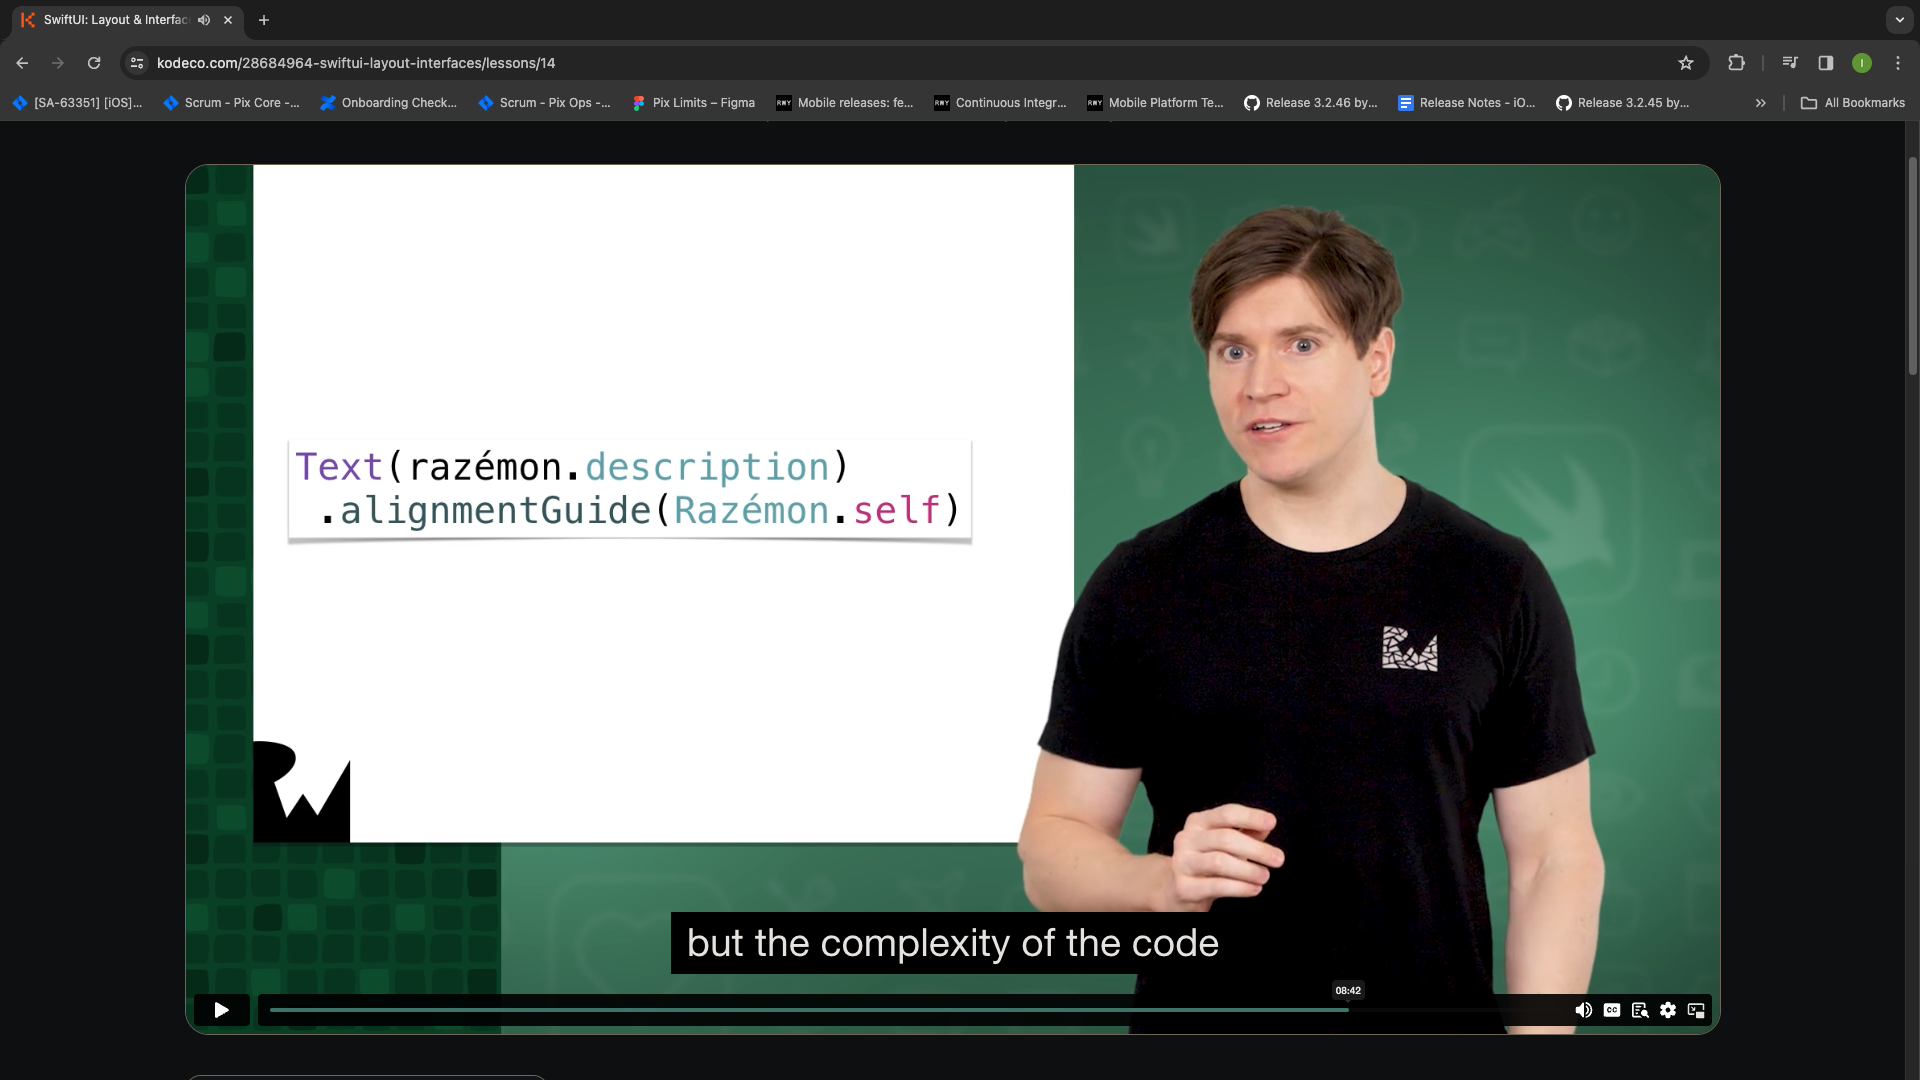 SwiftUI: Layout & Interfac
kodeco.com/28684964-swiftui-layout-interfaces/lessons/14
[SA-63351] [iOS]...
Scrum - Pix Core -...
Onboarding Check...
Scrum - Pix Ops -...
Pix Limits – Figma
Mobile releases: fe...
Continuous Integr...
Mobile Platform Te...
Release 3.2.46 by...
Release Notes - iO...
Release 3.2.45 by...
All Bookmarks
Text(razémon.description)
.alignmentGuide(Razémon.self)
RW
RW
but the complexity of the code
08:42
CC